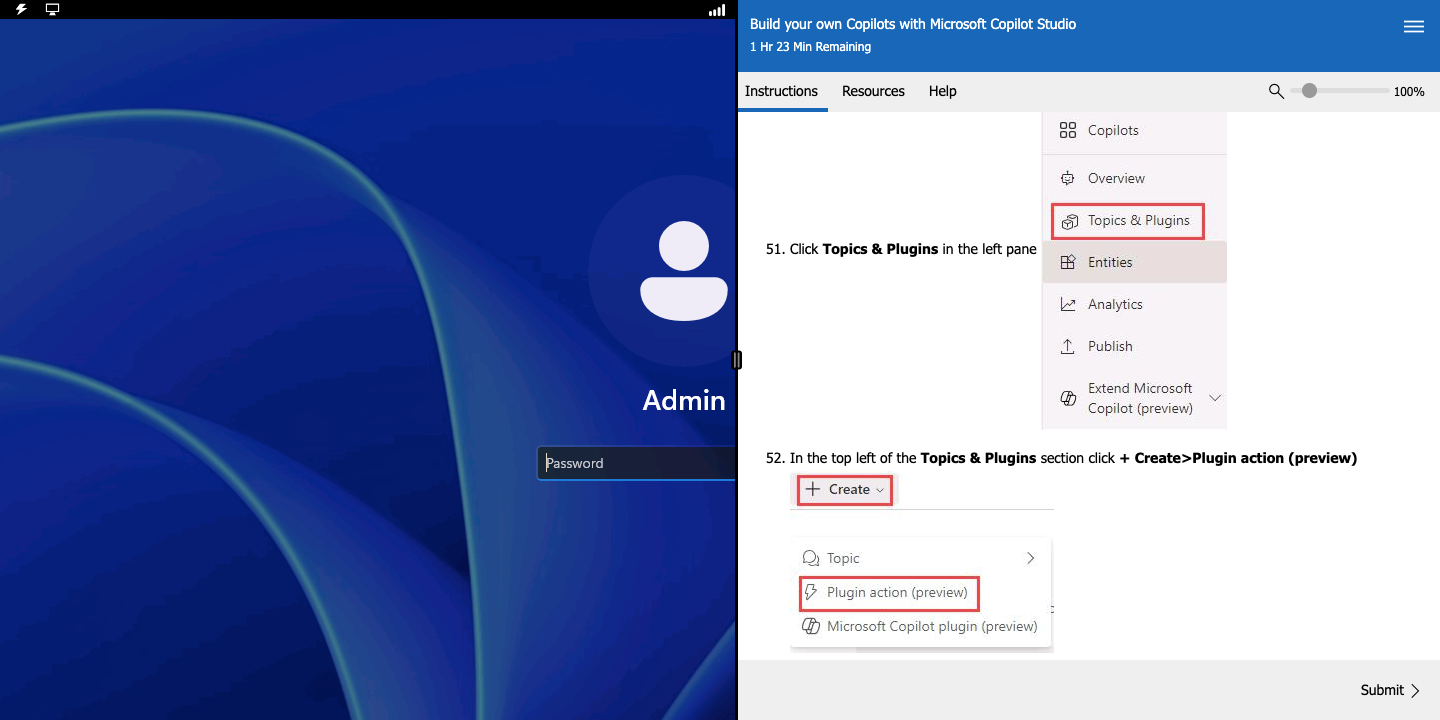 Admin
Password
Build your own Copilots with Microsoft Copilot Studio
1 Hr 23 Min Remaining
Instructions
Resources
Help
100%
Copilots
Overview
Topics & Plugins
51. Click Topics & Plugins in the left pane
Entities
Analytics
Publish
Extend Microsoft
Copilot (preview)
52. In the top left of the Topics & Plugins section click + Create>Plugin action (preview)
+ Create
Topic
Plugin action (preview)
Microsoft Copilot plugin (preview)
Submit